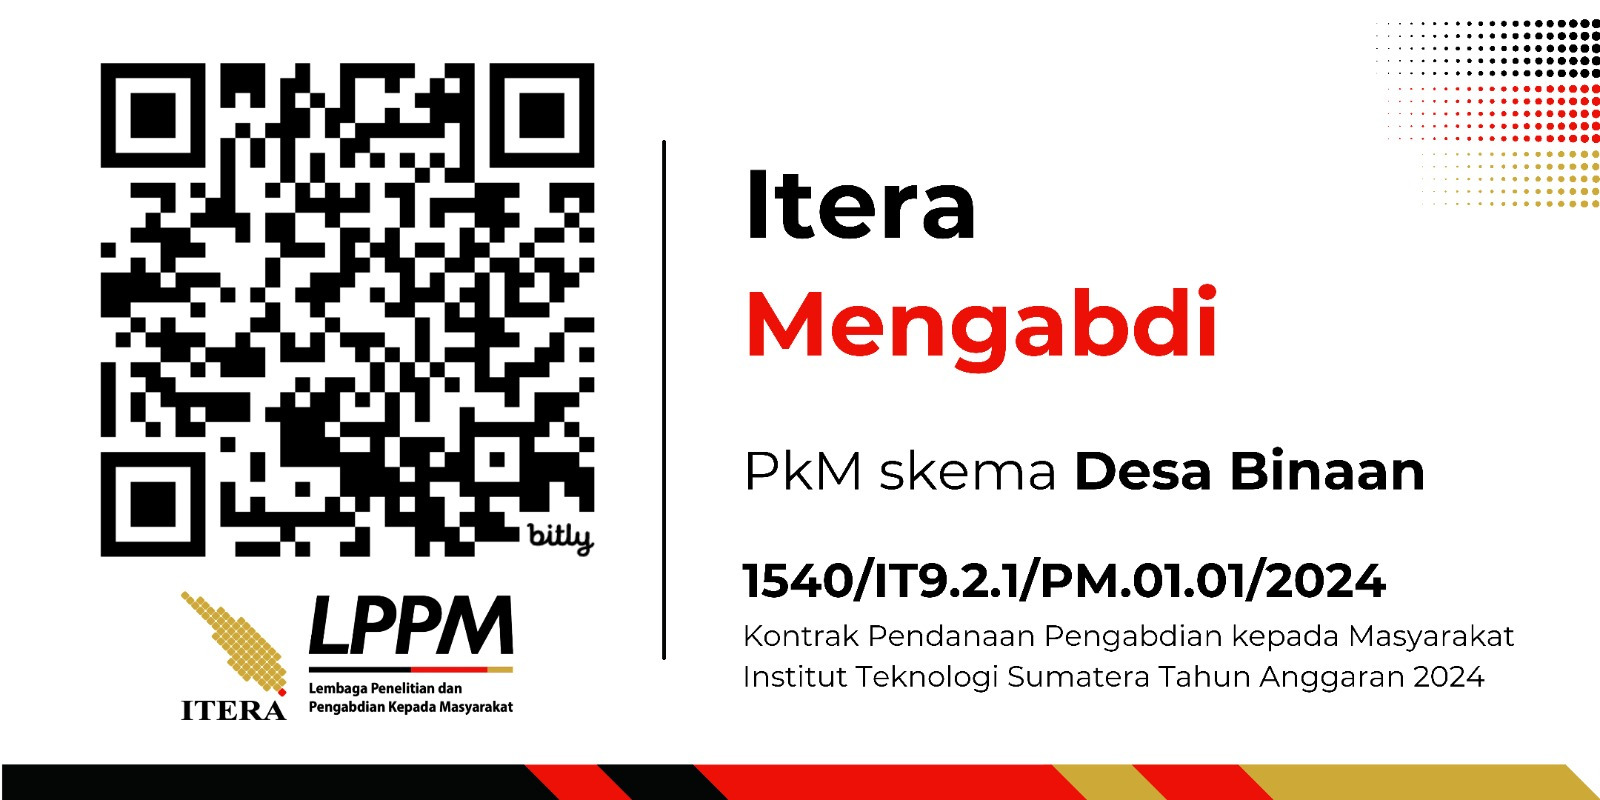 Itera
Mengabdi
PkM skema Desa Binaan
1540/IT9.2.1/PM.01.01/2024
Kontrak Pendanaan Pengabdian kepada Masyarakat
Institut Teknologi Sumatera Tahun Anggaran 2024
bitly
ITERA
LPPM
Lembaga Penelitian dan
Pengabdian Kepada Masyarakat